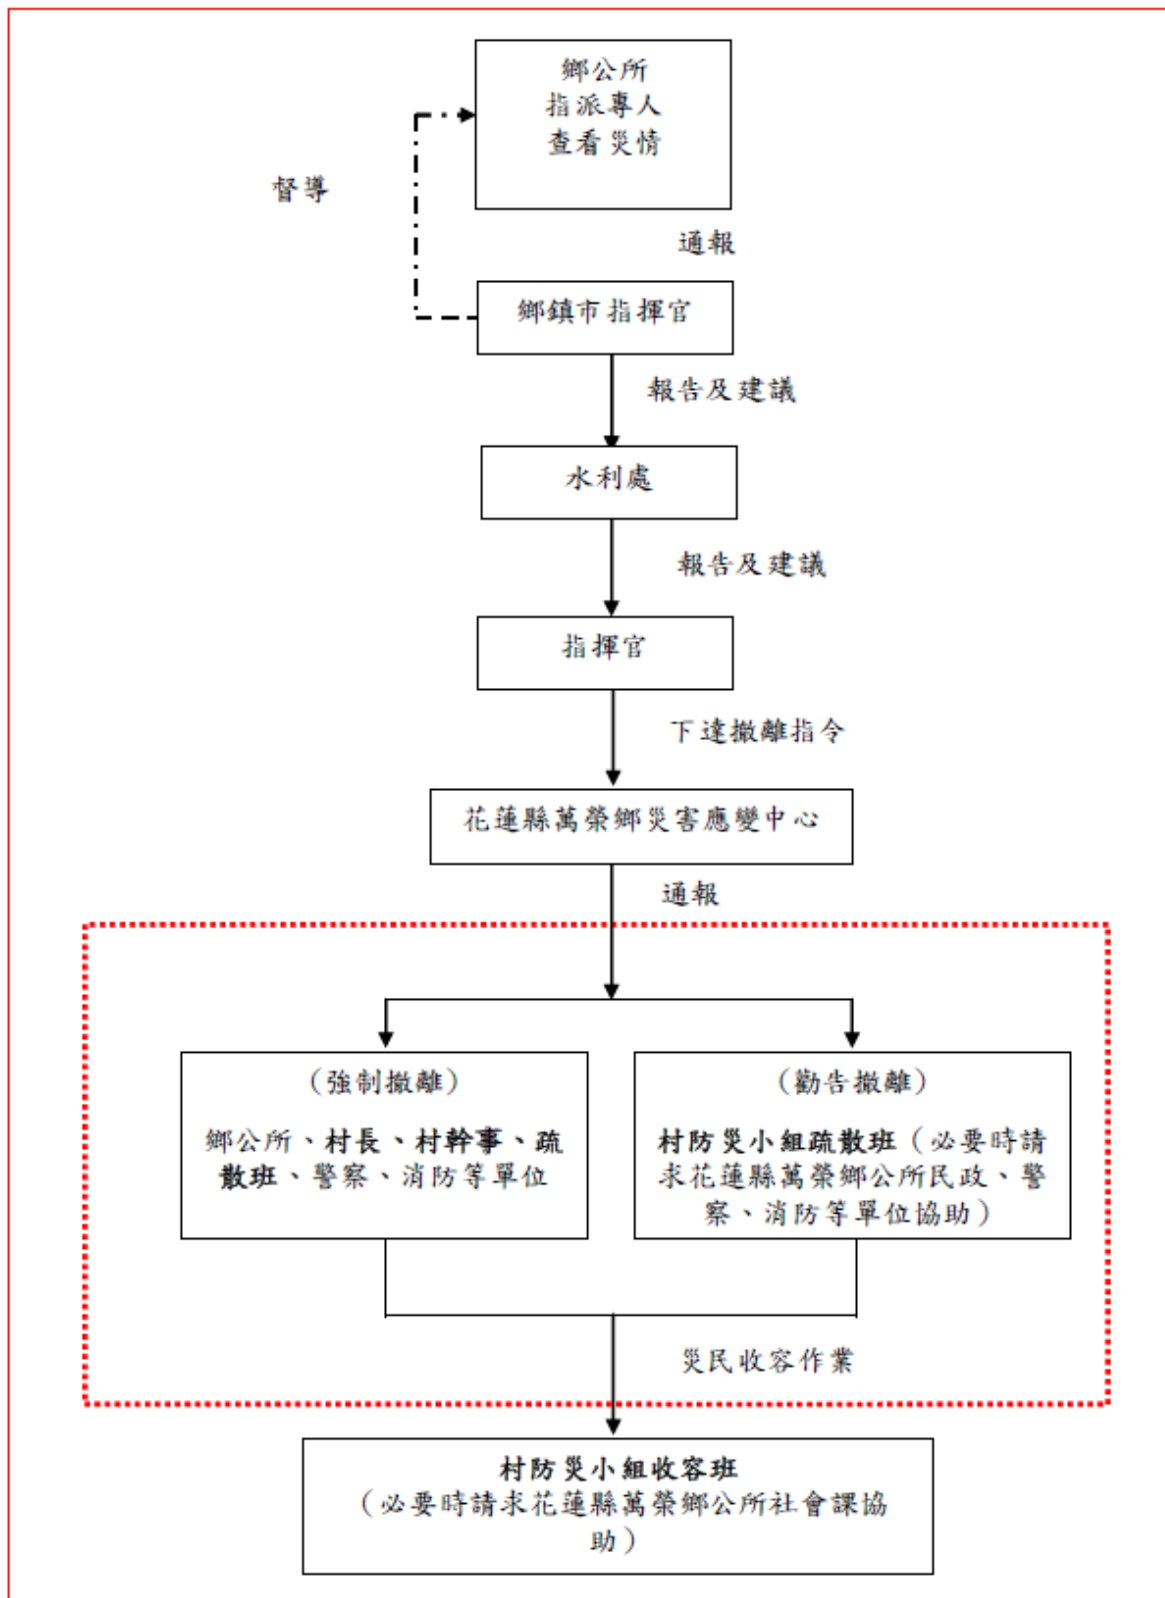 鄉公所
指派專人
查看災情
督導
通報
鄉鎮市指揮官
報告及建議
水利處
報告及建議
指揮官
下達撤離指令
花蓮縣萬榮鄉災害應變中心
通報
（強制撤離）
鄉公所、村長、村幹事、疏
散班、警察、消防等單位
（勸告撤離）
村防災小組疏散班（必要時請
求花蓮縣萬榮鄉公所民政、警
察、消防等單位協助）
災民收容作業
村防災小組收容班
（必要時請求花蓮縣萬榮鄉公所社會課協
助）